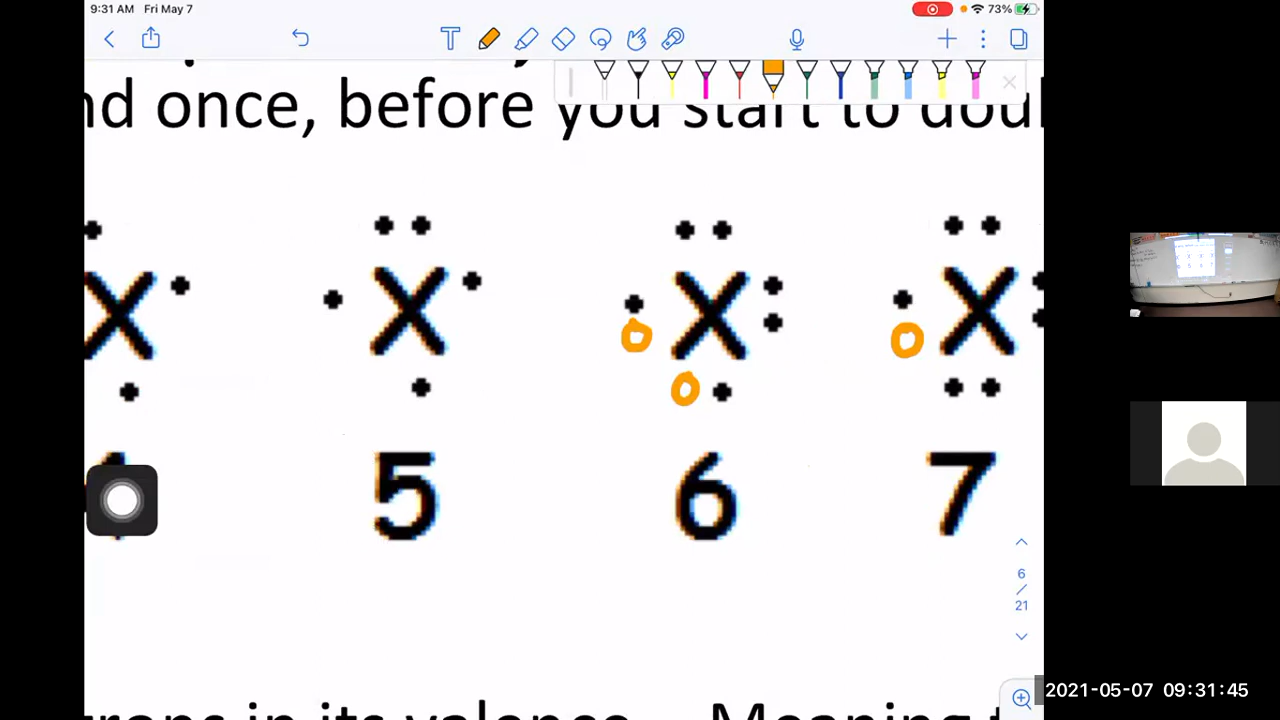 9:31 AM Fri May 7
73%
nd once, before you start to doul
X X X X
5 6 7
6
/
21
2021-05-07 09:31:45